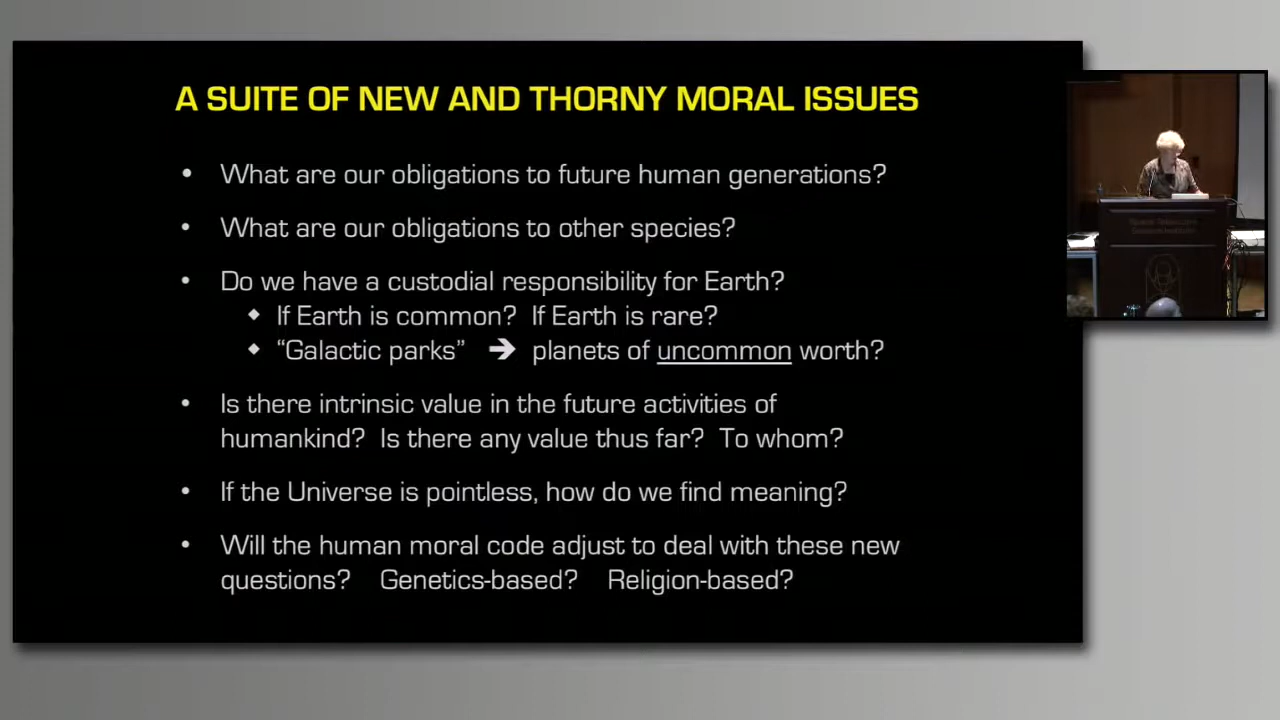 A SUITE OF NEW AND THORNY MORAL ISSUES
• What are our obligations to future human generations?
• What are our obligations to other species?
• Do we have a custodial responsibility for Earth?
◆ If Earth is common? If Earth is rare?
◆ “Galactic parks” ➔ planets of uncommon worth?
• Is there intrinsic value in the future activities of
humankind? Is there any value thus far? To whom?
• If the Universe is pointless, how do we find meaning?
• Will the human moral code adjust to deal with these new
questions? Genetics-based? Religion-based?